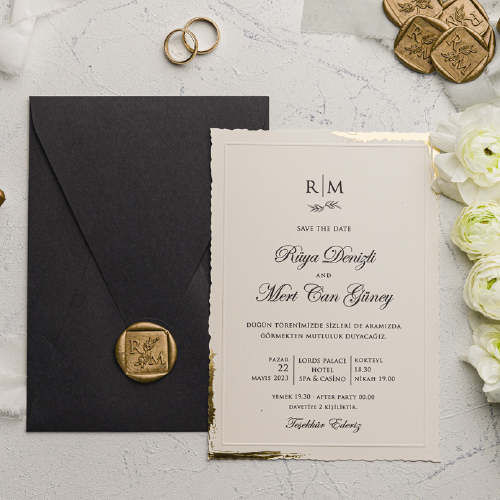 R|M
SAVE THE DATE
Rüya Denizli
AND
Mert Can Güney
DÜĞÜN TÖRENİMİZDE SİZLERİ DE ARAMIZDA
GÖRMEKTEN MUTLULUK DUYACAĞIZ.
PAZAR
22
MAYIS 2023
LORDS PALACE
HOTEL
SPA & CASİNO
KOKTEYL
18.30
NİKAH 19.00
YEMEK 19.30 · AFTER PARTY 00.00
DAVETİYE 2 KİŞİLİKTİR.
Teşekkür Ederiz
R
M
R
M
R
M